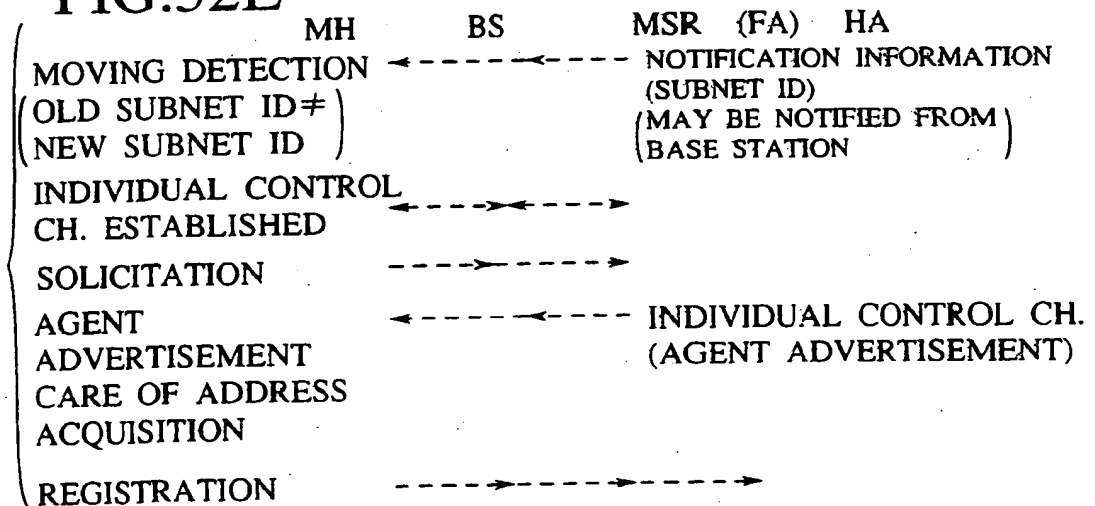 FIG.52E
MH BS MSR (FA) HA
MOVING DETECTION
(OLD SUBNET ID≠
NEW SUBNET ID)
NOTIFICATION INFORMATION
(SUBNET ID)
(MAY BE NOTIFIED FROM
BASE STATION)
INDIVIDUAL CONTROL
CH. ESTABLISHED
SOLICITATION
AGENT
ADVERTISEMENT
CARE OF ADDRESS
ACQUISITION
INDIVIDUAL CONTROL CH.
(AGENT ADVERTISEMENT)
REGISTRATION